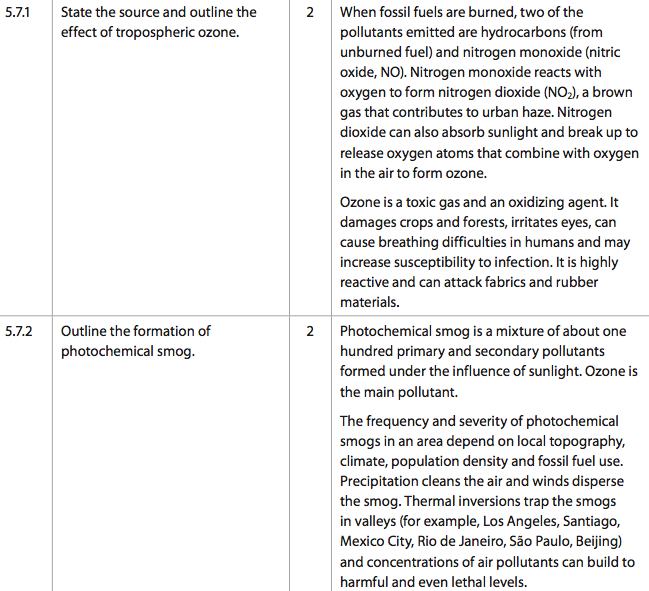 5.7.1 State the source and outline the effect of tropospheric ozone. 2
When fossil fuels are burned, two of the
pollutants emitted are hydrocarbons (from
unburned fuel) and nitrogen monoxide (nitric
oxide, NO). Nitrogen monoxide reacts with
oxygen to form nitrogen dioxide (NO₂), a brown
gas that contributes to urban haze. Nitrogen
dioxide can also absorb sunlight and break up to
release oxygen atoms that combine with oxygen
in the air to form ozone.
Ozone is a toxic gas and an oxidizing agent. It
damages crops and forests, irritates eyes, can
cause breathing difficulties in humans and may
increase susceptibility to infection. It is highly
reactive and can attack fabrics and rubber
materials.
5.7.2 Outline the formation of photochemical smog. 2
Photochemical smog is a mixture of about one
hundred primary and secondary pollutants
formed under the influence of sunlight. Ozone is
the main pollutant.
The frequency and severity of photochemical
smogs in an area depend on local topography,
climate, population density and fossil fuel use.
Precipitation cleans the air and winds disperse
the smog. Thermal inversions trap the smogs
in valleys (for example, Los Angeles, Santiago,
Mexico City, Rio de Janeiro, São Paulo, Beijing)
and concentrations of air pollutants can build to
harmful and even lethal levels.